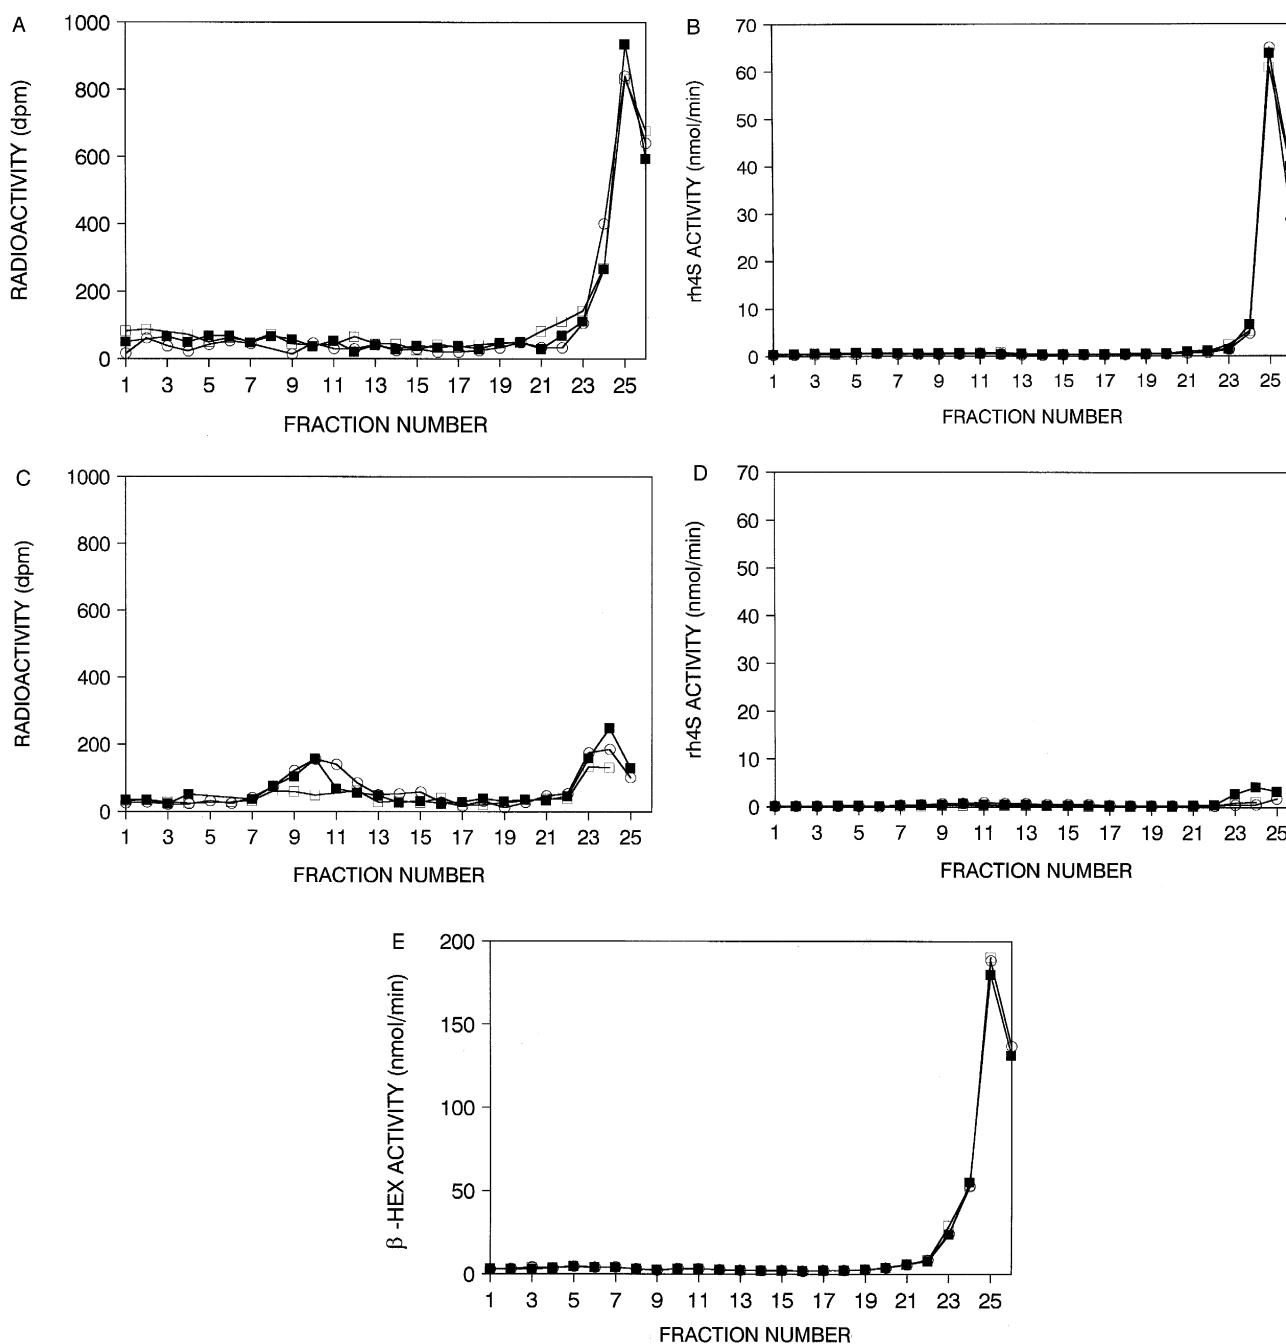 A
1000
800
600
400
200
0
RADIOACTIVITY (dpm)
1 3 5 7 9 11 13 15 17 19 21 23 25
FRACTION NUMBER
B
70
60
50
40
30
20
10
0
rh4S ACTIVITY (nmol/min)
1 3 5 7 9 11 13 15 17 19 21 23 25
FRACTION NUMBER
C
1000
800
600
400
200
0
RADIOACTIVITY (dpm)
1 3 5 7 9 11 13 15 17 19 21 23 25
FRACTION NUMBER
D
70
60
50
40
30
20
10
0
rh4S ACTIVITY (nmol/min)
1 3 5 7 9 11 13 15 17 19 21 23 25
FRACTION NUMBER
E
200
150
100
50
0
β -HEX ACTIVITY (nmol/min)
1 3 5 7 9 11 13 15 17 19 21 23 25
FRACTION NUMBER